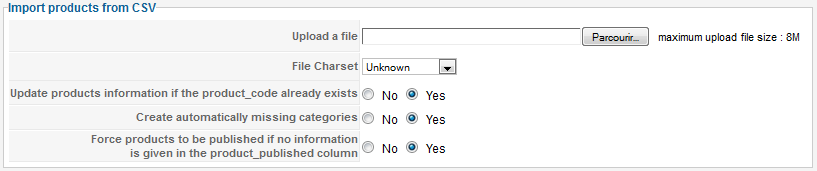 Import products from CSV
Upload a file Parcourir... maximum upload file size : 8M
File Charset Unknown
Update products information if the product_code already exists No Yes
Create automatically missing categories No Yes
Force products to be published if no information
is given in the product_published column No Yes